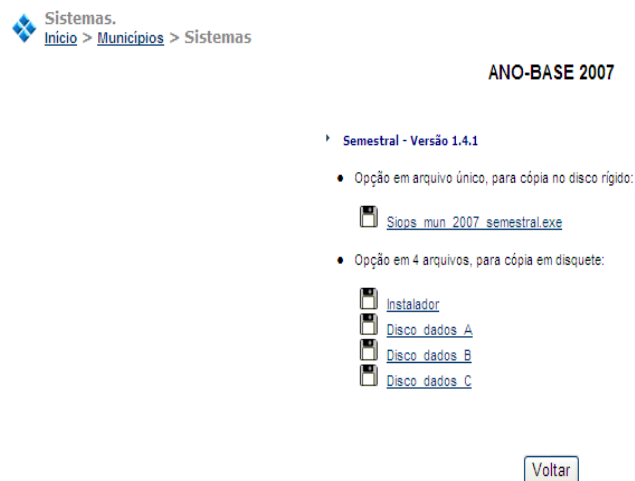 Sistemas.
Início > Municípios > Sistemas
ANO-BASE 2007
Semestral - Versão 1.4.1
Opção em arquivo único, para cópia no disco rígido:
Siops_mun_2007_semestral.exe
Opção em 4 arquivos, para cópia em disquete:
Instalador
Disco_dados_A
Disco_dados_B
Disco_dados_C
Voltar